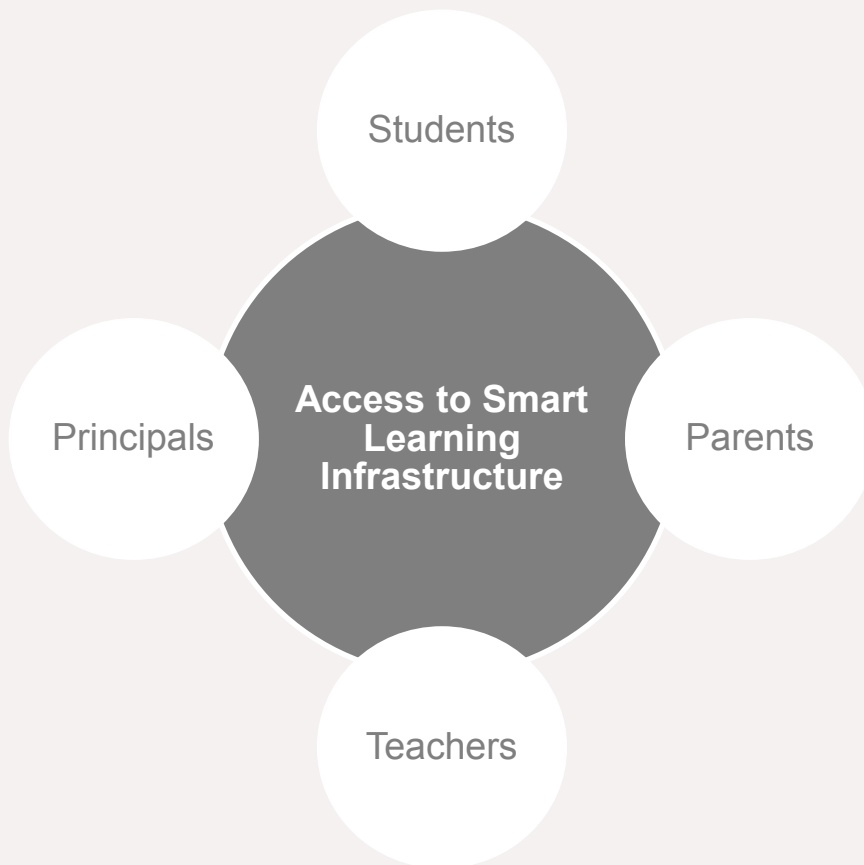 Students
Principals
Access to Smart
Learning
Infrastructure
Parents
Teachers